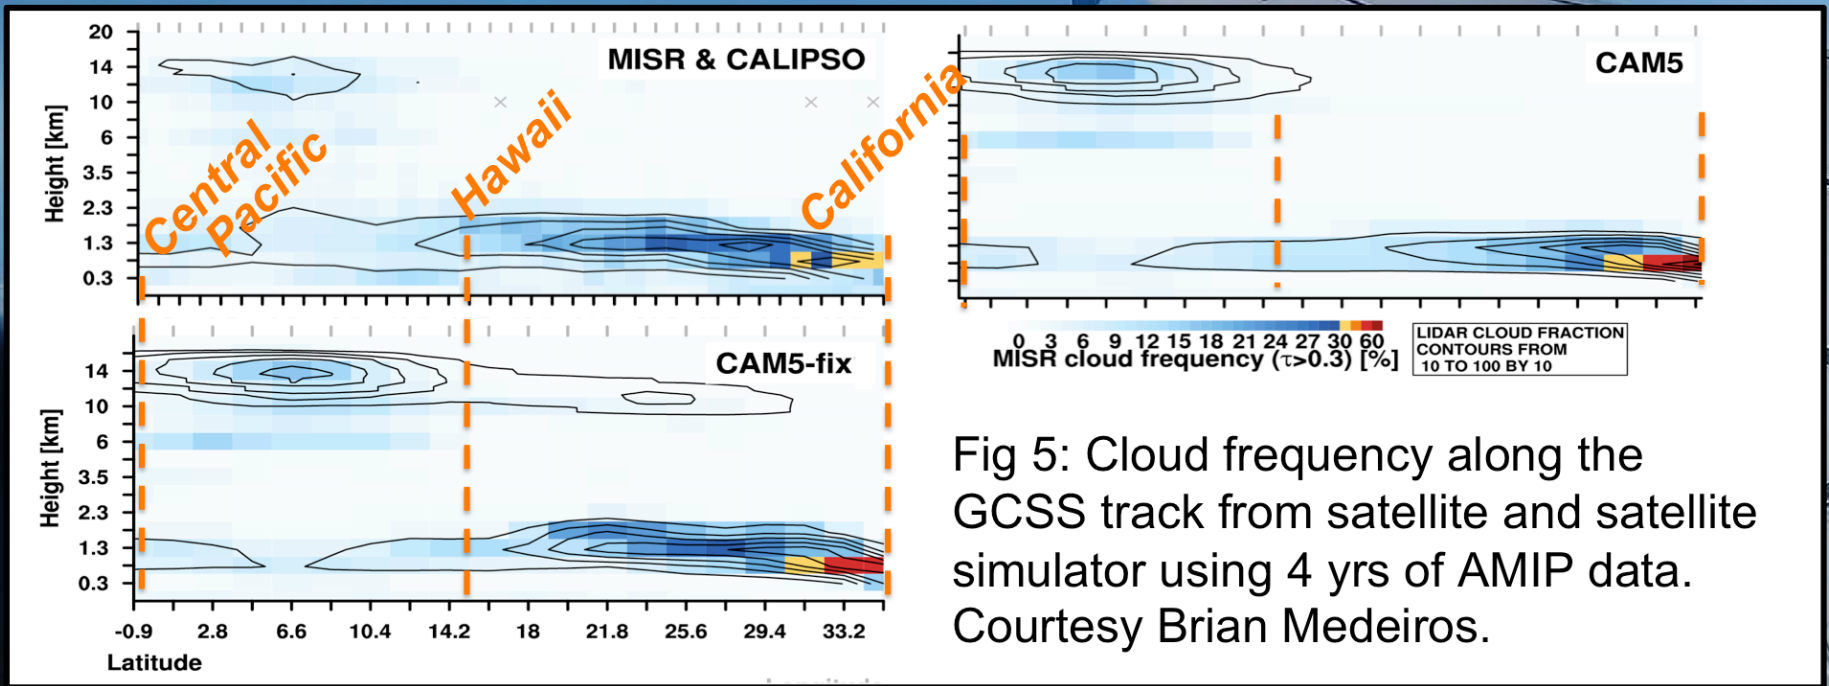 20
14
10
6
3.5
2.3
1.3
0.3
Height [km]
MISR & CALIPSO
Central
Pacific
Hawaii
California
CAM5
14
10
6
3.5
2.3
1.3
0.3
Height [km]
CAM5-fix
-0.9 2.8 6.6 10.4 14.2 18 21.8 25.6 29.4 33.2
Latitude
0 3 6 9 12 15 18 21 24 27 30 60
MISR cloud frequency (τ>0.3) [%]
LIDAR CLOUD FRACTION
CONTOURS FROM
10 TO 100 BY 10
Fig 5: Cloud frequency along the
GCSS track from satellite and satellite
simulator using 4 yrs of AMIP data.
Courtesy Brian Medeiros.